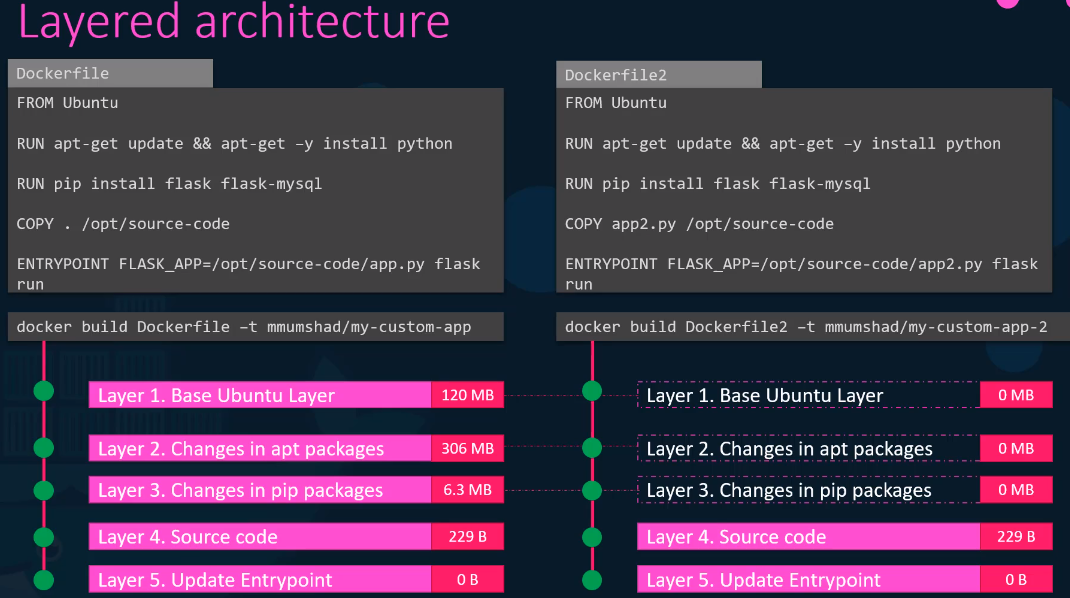 Layered architecture
Dockerfile
FROM Ubuntu
RUN apt-get update && apt-get –y install python
RUN pip install flask flask-mysql
COPY . /opt/source-code
ENTRYPOINT FLASK_APP=/opt/source-code/app.py flask
run
docker build Dockerfile –t mmumshad/my-custom-app
Layer 1. Base Ubuntu Layer 120 MB
Layer 2. Changes in apt packages 306 MB
Layer 3. Changes in pip packages 6.3 MB
Layer 4. Source code 229 B
Layer 5. Update Entrypoint 0 B
Dockerfile2
FROM Ubuntu
RUN apt-get update && apt-get –y install python
RUN pip install flask flask-mysql
COPY app2.py /opt/source-code
ENTRYPOINT FLASK_APP=/opt/source-code/app2.py flask
run
docker build Dockerfile2 –t mmumshad/my-custom-app-2
Layer 1. Base Ubuntu Layer 0 MB
Layer 2. Changes in apt packages 0 MB
Layer 3. Changes in pip packages 0 MB
Layer 4. Source code 229 B
Layer 5. Update Entrypoint 0 B